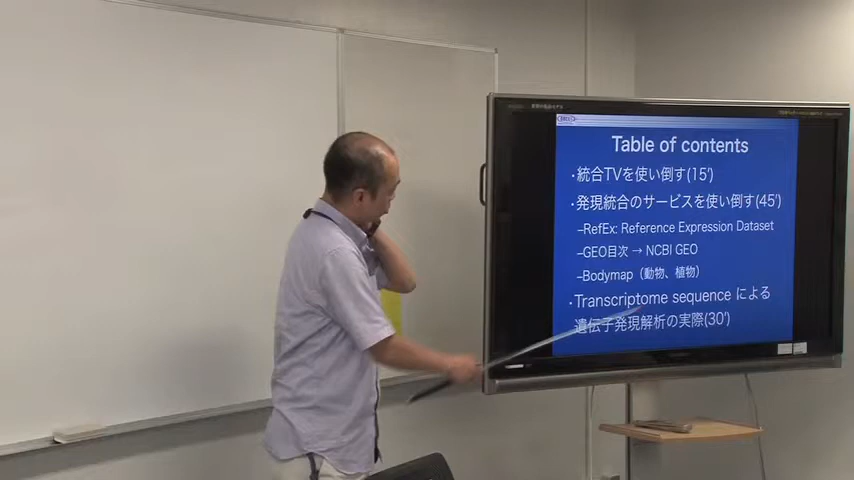 Table of contents
・統合TVを使い倒す(15')
・発現統合のサービスを使い倒す(45')
–RefEx: Reference Expression Dataset
–GEO目次 → NCBI GEO
–Bodymap（動物、植物）
・Transcriptome sequence による
遺伝子発現解析の実際(30')